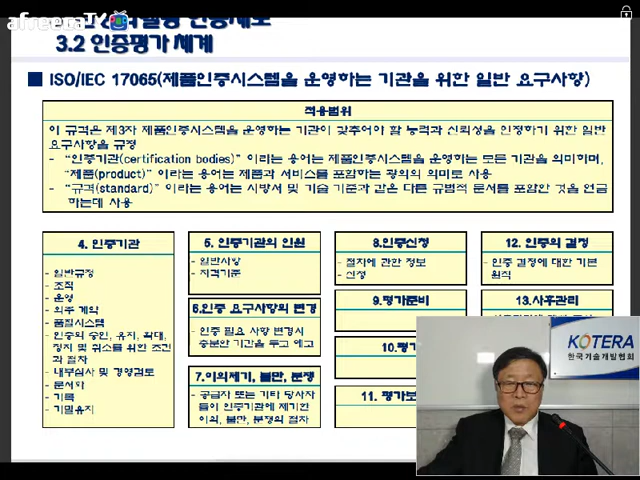 afreecaTV
인증제도
3.2 인증평가 체계
ISO/IEC 17065(제품인증시스템을 운영하는 기관을 위한 일반 요구사항)
적용범위
이 규격은 제3자 제품인증시스템을 운영하는 기관이 갖추어야 할 능력과 신뢰성을 인정하기 위한 일반
요구사항을 규정
- “인증기관(certification bodies)” 이라는 용어는 제품인증시스템을 운영하는 모든 기관을 의미하며,
“제품(product)” 이라는 용어는 제품과 서비스를 포함하는 광의의 의미로 사용
- “규격(standard)” 이라는 용어는 시방서 및 기술 기준과 같은 다른 규범적 문서를 포함한 것을 언급
하는데 사용
4. 인증기관
- 일반규정
- 조직
- 운영
- 외주 계약
- 품질시스템
- 인증의 승인, 유지, 확대,
정지 및 취소를 위한 조건
과 절차
- 내부심사 및 경영검토
- 문서화
- 기록
- 기밀유지
5. 인증기관의 인원
- 일반사항
- 자격기준
6.인증 요구사항의 변경
- 인증 필요 사항 변경시
충분한 기간을 두고 예고
7.이의제기, 불만, 분쟁
- 공급자 또는 기타 당사자
들이 인증기관에 제기한
이의, 불만, 분쟁의 절차
8.인증신청
- 절차에 관한 정보
- 신청
9.평가준비
10.평가
11. 평가보
12. 인증의 결정
- 인증 결정에 대한 기본
원칙
13.사후관리
KOTERA
한국기술개발협회